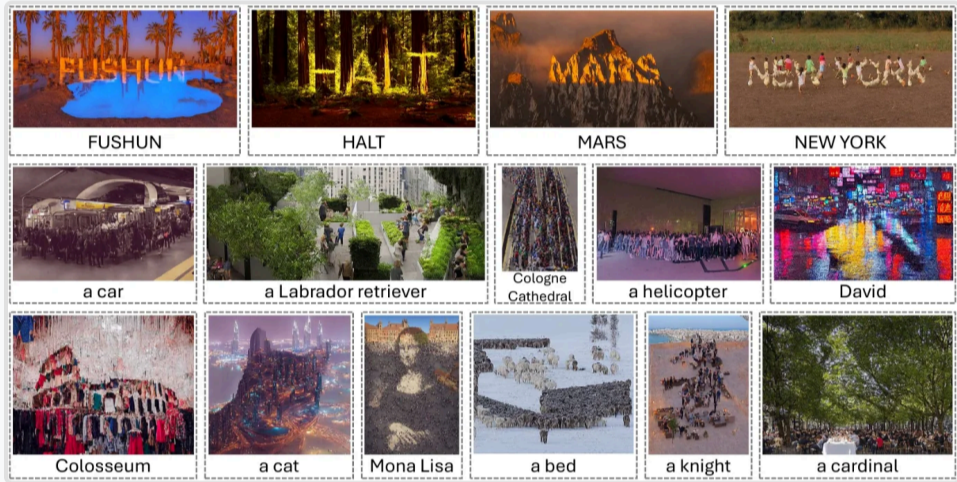 FUSHUN
HALT
MARS
NEW YORK
FUSHUN
HALT
MARS
NEW YORK
a car
a Labrador retriever
Cologne
Cathedral
a helicopter
David
Colosseum
a cat
Mona Lisa
a bed
a knight
a cardinal